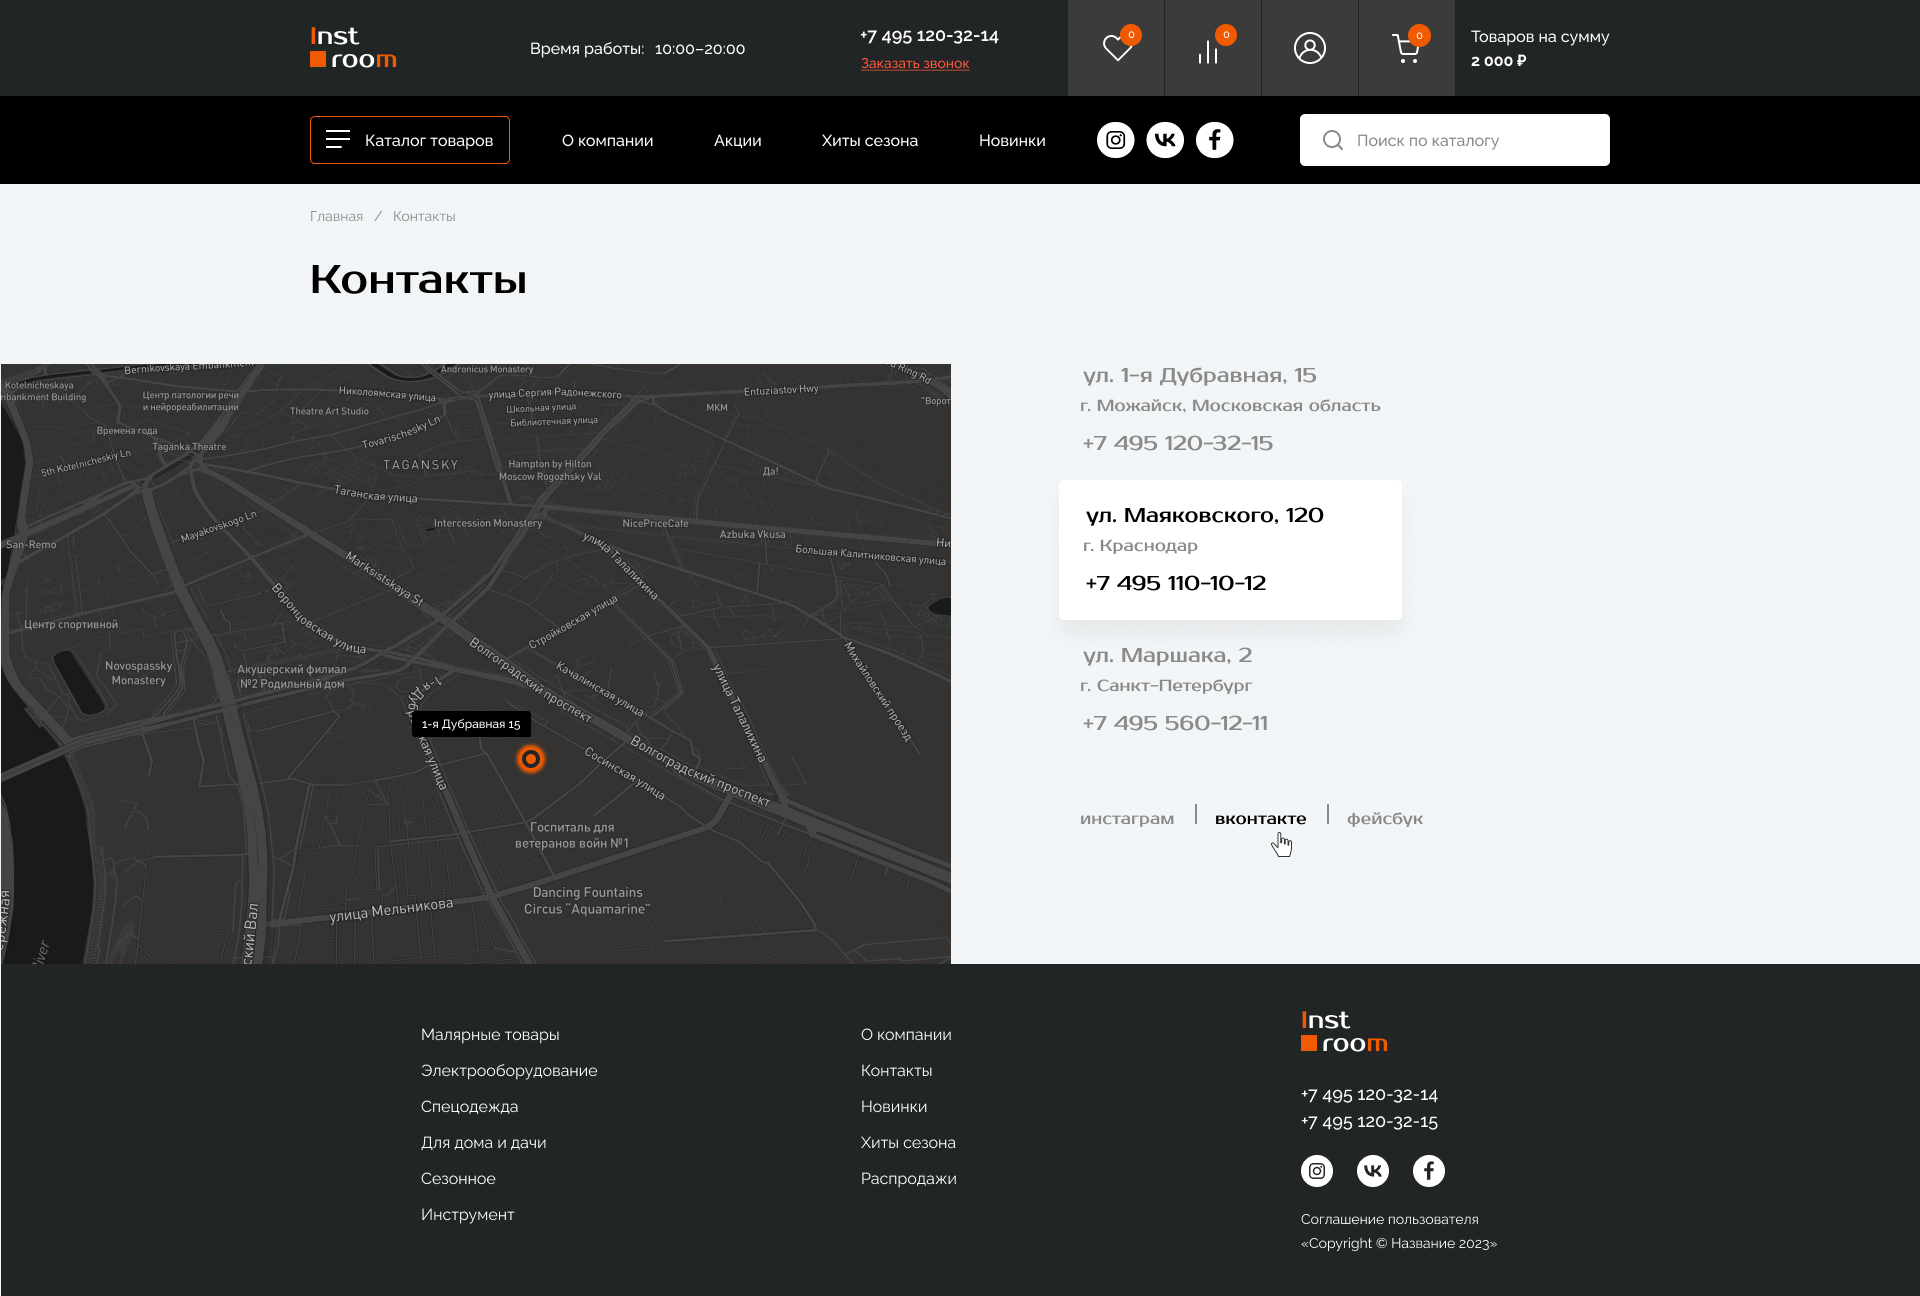 Inst
room
Время работы: 10:00–20:00
+7 495 120-32-14
Заказать звонок
0
0
0
Товаров на сумму
2 000 ₽
Каталог товаров
О компании
Акции
Хиты сезона
Новинки
Поиск по каталогу
Главная / Контакты
Контакты
Bernikovskaya Embankment
Andronicus Monastery
Kotelnicheskaya
Embankment Building
Центр патологии речи
и нейрореабилитации
Николоямская улица
улица Сергия Радонежского
Школьная улица
Библиотечная улица
Entuziastov Hwy
МКМ
Theatre Art Studio
Времена года
Taganka Theatre
Tovarischesky Ln
5th Kotelnicheskiy Ln
TAGANSKY
Hampton by Hilton
Moscow Rogozhsky Val
Да!
Таганская улица
Mayakovskogo Ln
Intercession Monastery
NicePriceCafe
Azbuka Vkusa
San-Remo
Большая Калитниковская улица
улица Талалихина
Marksistskaya St
Воронцовская улица
Стройковская улица
Центр спортивной
Novospassky
Monastery
Акушерский филиал
№2 Родильный дом
Волгоградский проспект
Качалинская улица
улица Талалихина
Михайловский проезд
1-я Дубравная 15
Сосинская улица
Волгоградский проспект
Госпиталь для
ветеранов войн №1
Dancing Fountains
Circus "Aquamarine"
улица Мельникова
ул. 1-я Дубравная, 15
г. Можайск, Московская область
+7 495 120-32-15
ул. Маяковского, 120
г. Краснодар
+7 495 110-10-12
ул. Маршака, 2
г. Санкт-Петербург
+7 495 560-12-11
инстаграм | вконтакте | фейсбук
Малярные товары
Электрооборудование
Спецодежда
Для дома и дачи
Сезонное
Инструмент
О компании
Контакты
Новинки
Хиты сезона
Распродажи
Inst
room
+7 495 120-32-14
+7 495 120-32-15
Соглашение пользователя
«Copyright © Название 2023»